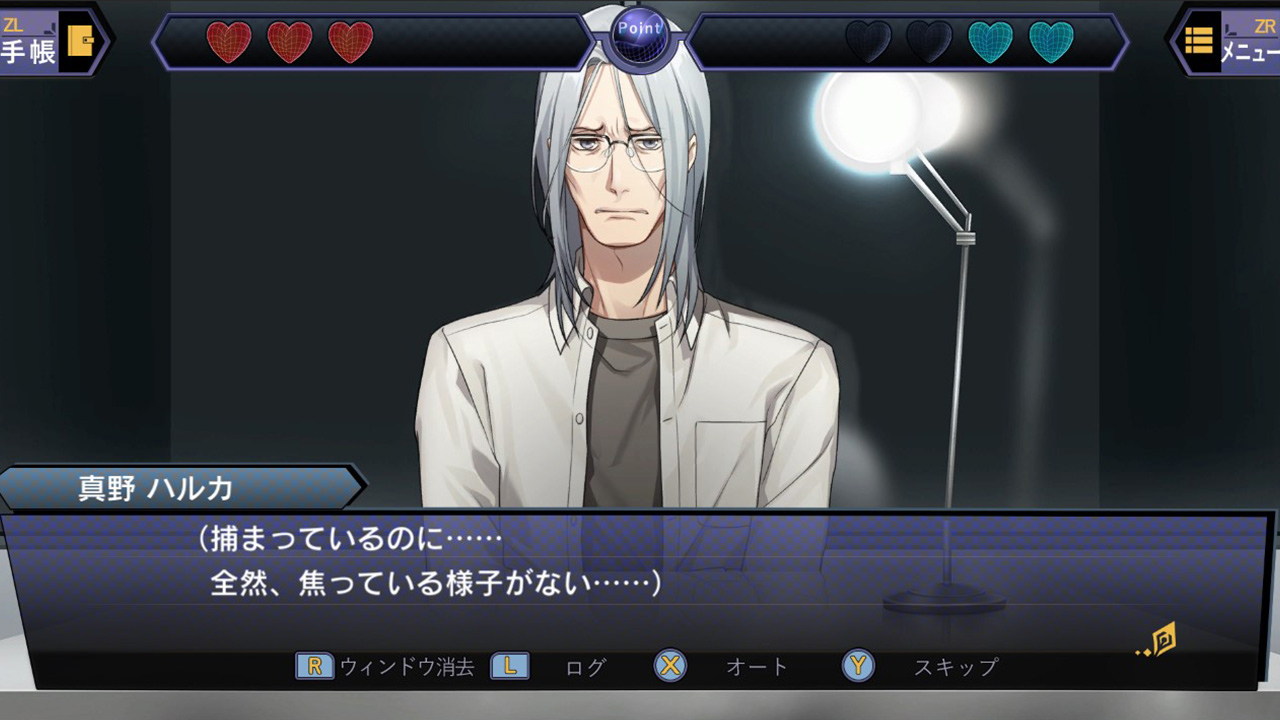 ZL
手帳
Point
ZR
メニュー
真野 ハルカ
（捕まっているのに……
全然、焦っている様子がない……）
R ウィンドウ消去 L ログ X オート Y スキップ